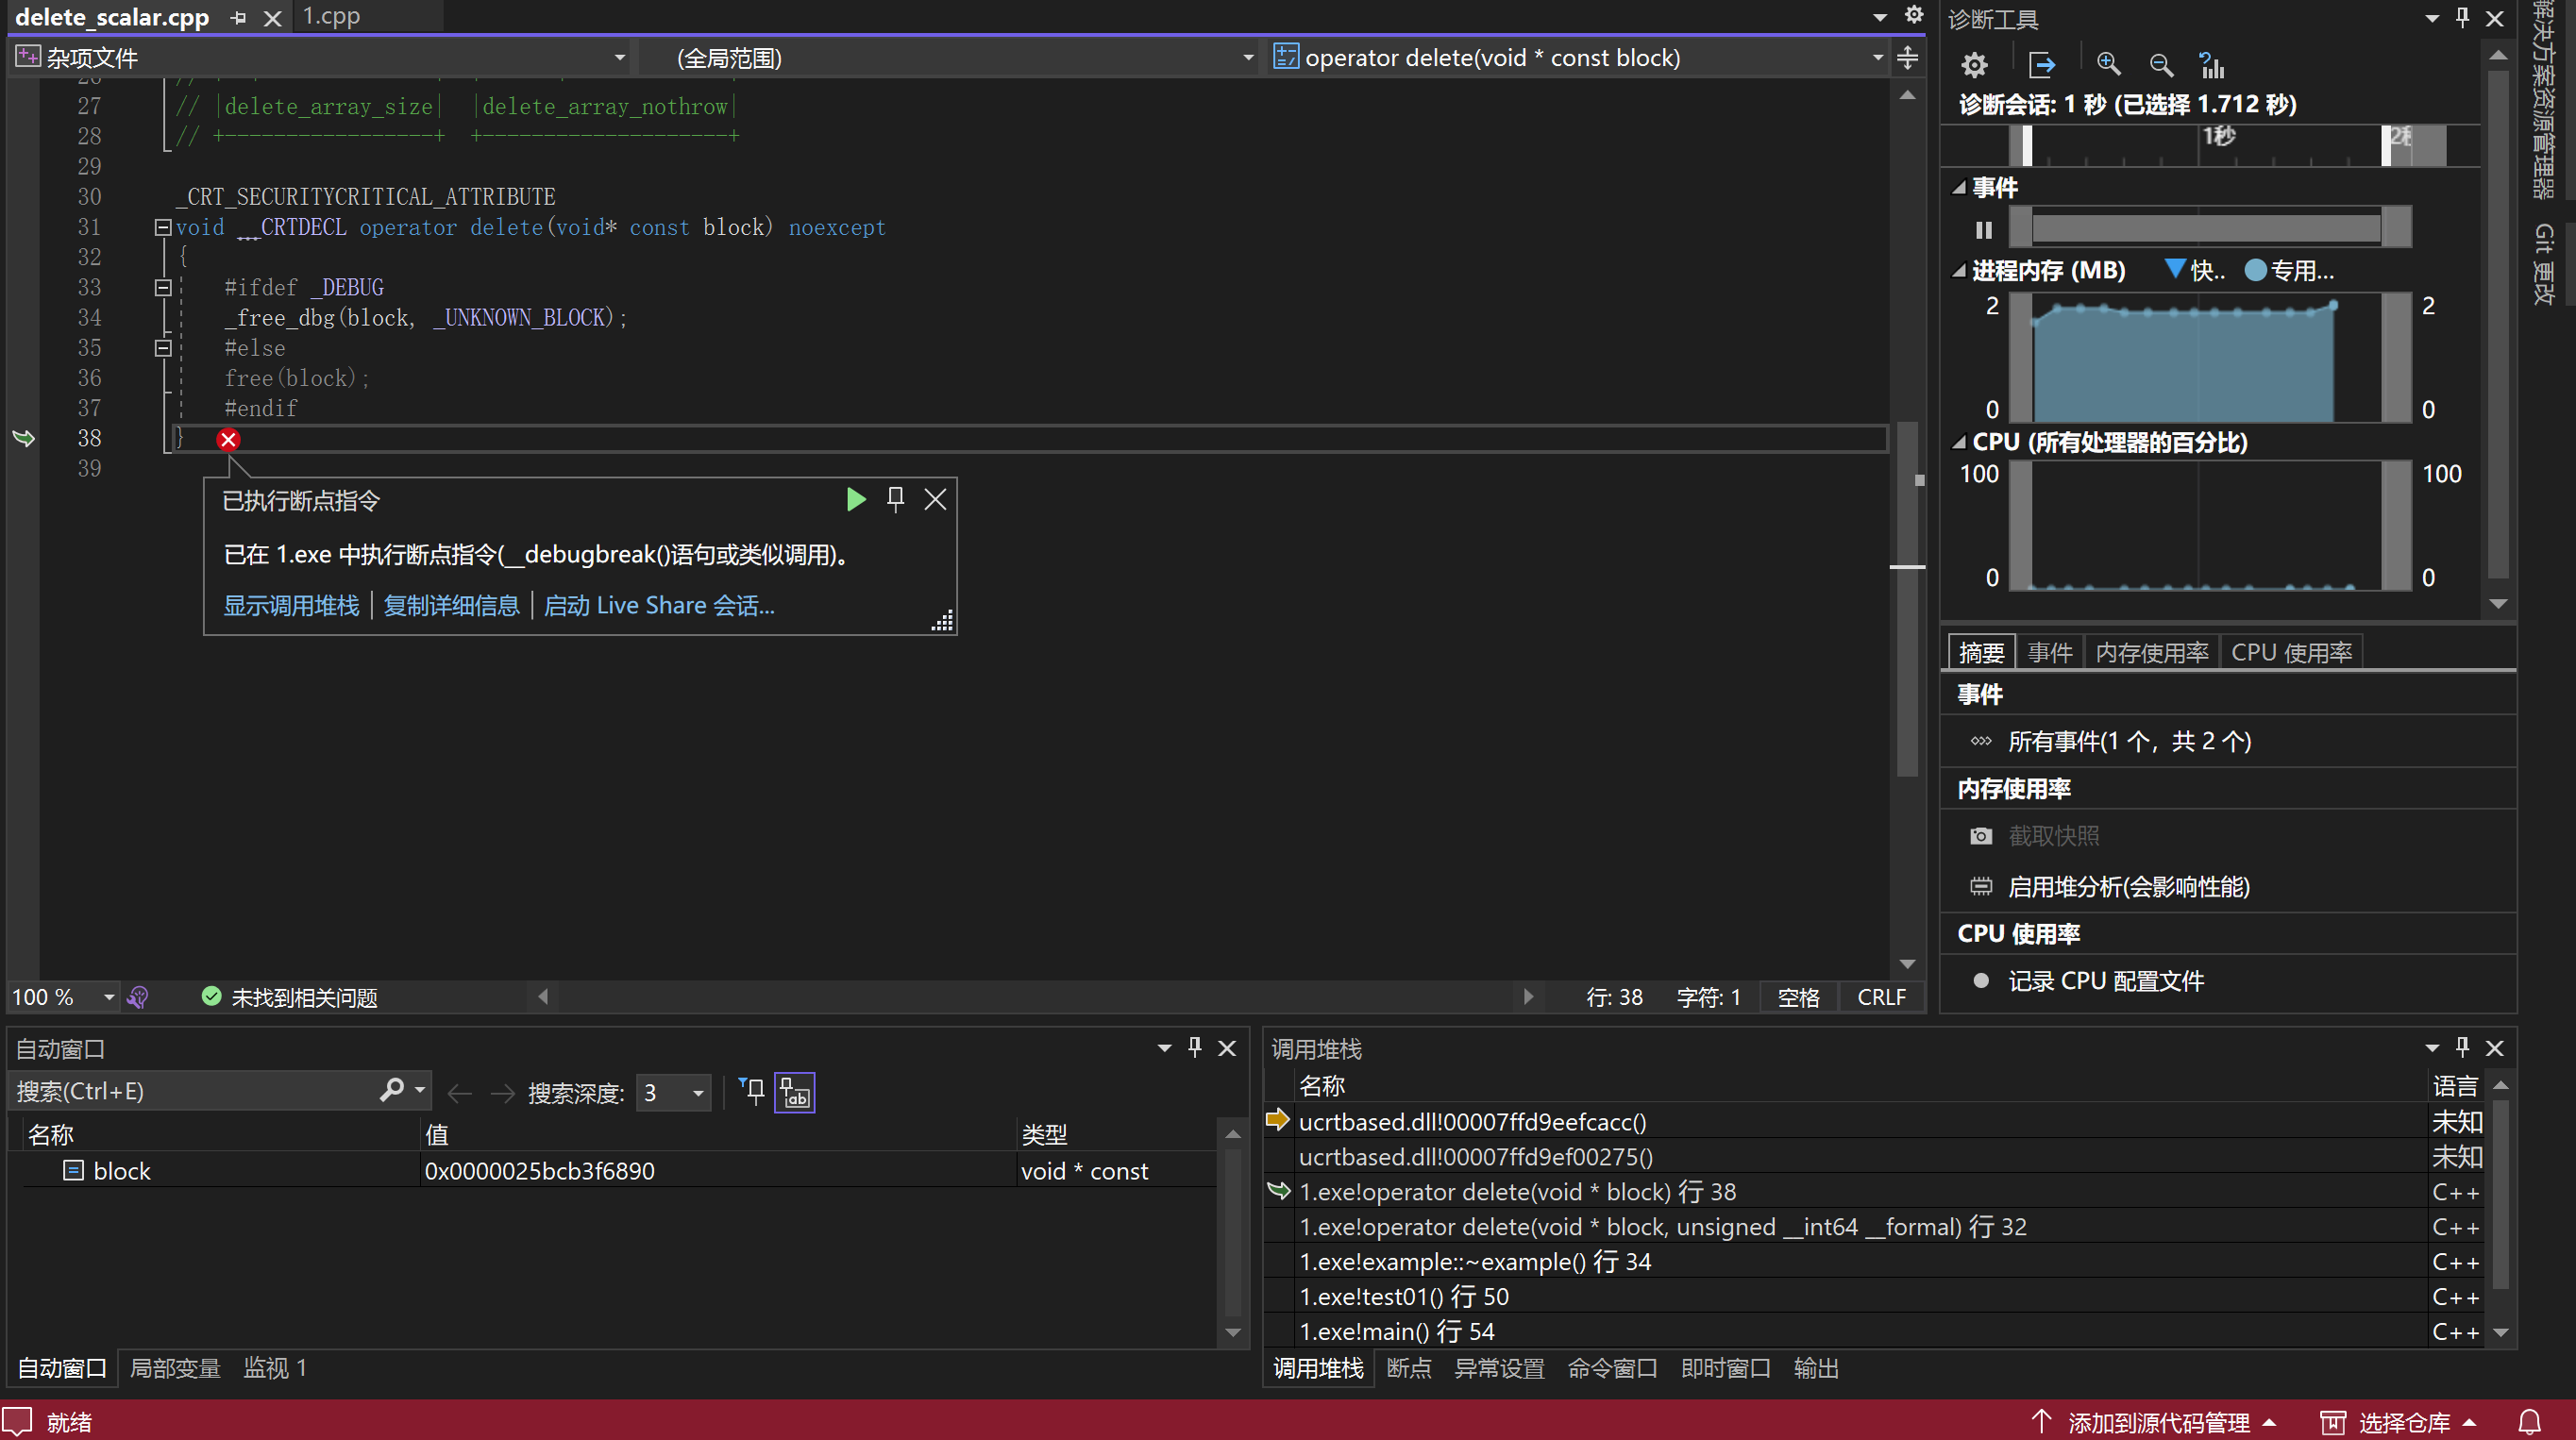 delete_scalar.cpp
1.cpp
杂项文件
(全局范围)
operator delete(void * const block)
27 // |delete_array_size|  |delete_array_nothrow|
28 // +-----------------+  +--------------------+
29
30 _CRT_SECURITYCRITICAL_ATTRIBUTE
31 void __CRTDECL operator delete(void* const block) noexcept
32 {
33 #ifdef _DEBUG
34 _free_dbg(block, _UNKNOWN_BLOCK);
35 #else
36 free(block);
37 #endif
38 }
39
已执行断点指令
已在 1.exe 中执行断点指令(__debugbreak()语句或类似调用)。
显示调用堆栈 | 复制详细信息 | 启动 Live Share 会话...
100 %
未找到相关问题
行: 38
字符: 1
空格
CRLF
诊断工具
诊断会话: 1 秒 (已选择 1.712 秒)
1秒
事件
进程内存 (MB)
快..
专用...
2
2
0
0
CPU (所有处理器的百分比)
100
100
0
0
摘要 事件 内存使用率 CPU 使用率
事件
所有事件(1 个，共 2 个)
内存使用率
截取快照
启用堆分析(会影响性能)
CPU 使用率
记录 CPU 配置文件
解决方案资源管理器
Git 更改
自动窗口
搜索(Ctrl+E)
搜索深度: 3
名称 值 类型
block 0x0000025bcb3f6890 void * const
自动窗口 局部变量 监视 1
调用堆栈
名称 语言
ucrtbased.dll!00007ffd9eefcacc() 未知
ucrtbased.dll!00007ffd9ef00275() 未知
1.exe!operator delete(void * block) 行 38 C++
1.exe!operator delete(void * block, unsigned __int64 __formal) 行 32 C++
1.exe!example::~example() 行 34 C++
1.exe!test01() 行 50 C++
1.exe!main() 行 54 C++
调用堆栈 断点 异常设置 命令窗口 即时窗口 输出
就绪
添加到源代码管理
选择仓库